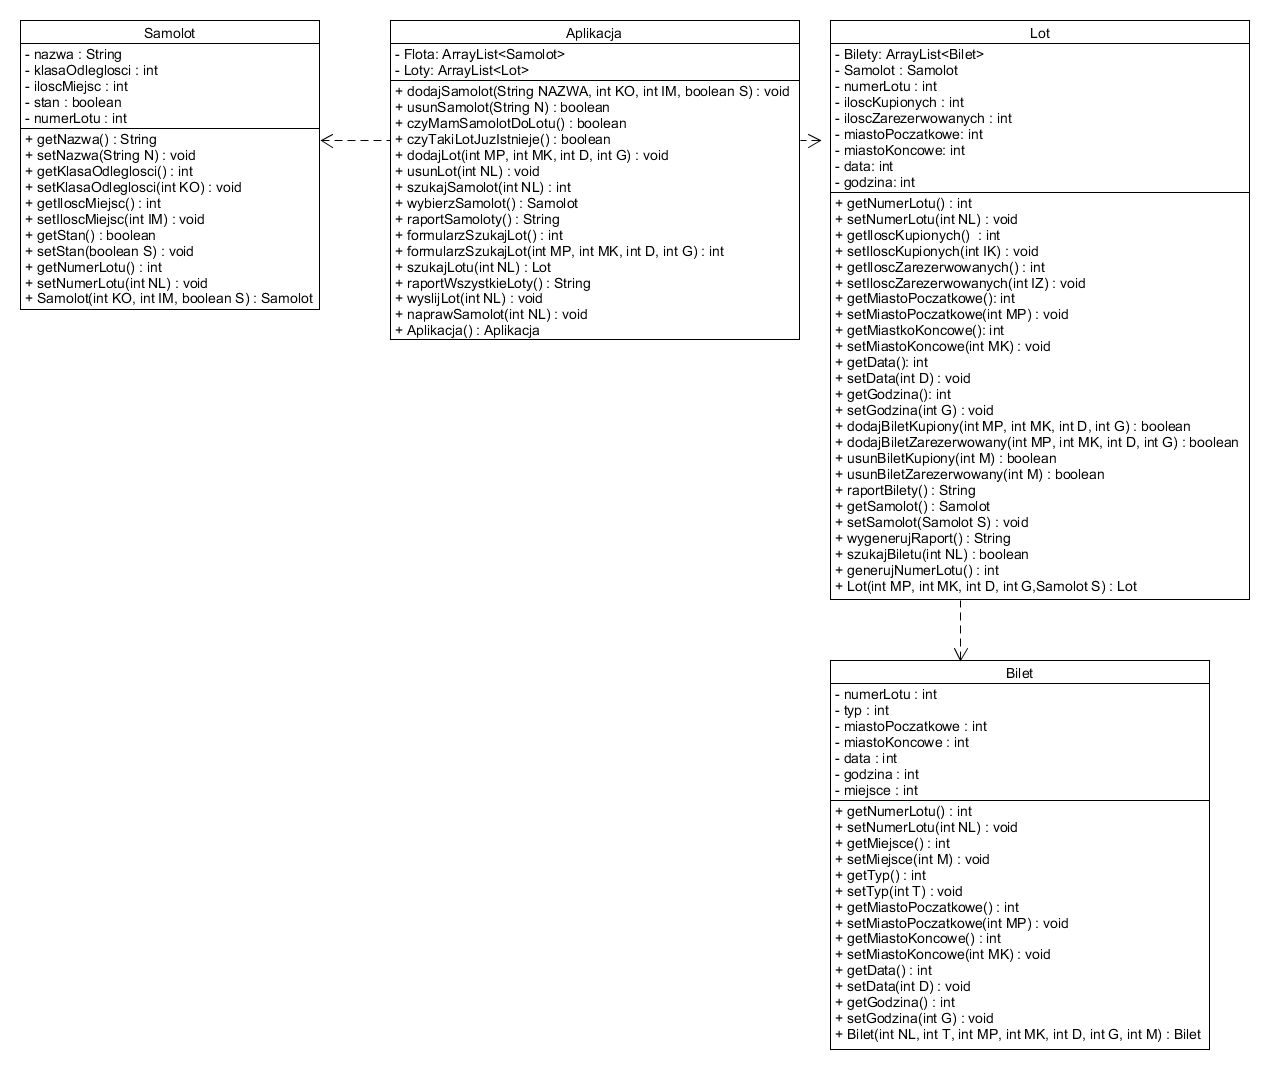 Samolot
- nazwa : String
- klasaOdleglosci : int
- iloscMiejsc : int
- stan : boolean
- numerLotu : int
+ getNazwa() : String
+ setNazwa(String N) : void
+ getKlasaOdleglosci() : int
+ setKlasaOdleglosci(int KO) : void
+ getIloscMiejsc() : int
+ setIloscMiejsc(int IM) : void
+ getStan() : boolean
+ setStan(boolean S) : void
+ getNumerLotu() : int
+ setNumerLotu(int NL) : void
+ Samolot(int KO, int IM, boolean S) : Samolot
Aplikacja
- Flota: ArrayList<Samolot>
- Loty: ArrayList<Lot>
+ dodajSamolot(String NAZWA, int KO, int IM, boolean S) : void
+ usunSamolot(String N) : boolean
+ czyMamSamolotDoLotu() : boolean
+ czyTakiLotJuzIstnieje() : boolean
+ dodajLot(int MP, int MK, int D, int G) : void
+ usunLot(int NL) : void
+ szukajSamolot(int NL) : int
+ wybierzSamolot() : Samolot
+ raportSamoloty() : String
+ formularzSzukajLot() : int
+ formularzSzukajLot(int MP, int MK, int D, int G) : int
+ szukajLotu(int NL) : Lot
+ raportWszystkieLoty() : String
+ wyslijLot(int NL) : void
+ naprawSamolot(int NL) : void
+ Aplikacja() : Aplikacja
Lot
- Bilety: ArrayList<Bilet>
- Samolot : Samolot
- numerLotu : int
- iloscKupionych : int
- iloscZarezerwowanych : int
- miastoPoczatkowe: int
- miastoKoncowe: int
- data: int
- godzina: int
+ getNumerLotu() : int
+ setNumerLotu(int NL) : void
+ getIloscKupionych()  : int
+ setIloscKupionych(int IK) : void
+ getIloscZarezerwowanych() : int
+ setIloscZarezerwowanych(int IZ) : void
+ getMiastoPoczatkowe(): int
+ setMiastoPoczatkowe(int MP) : void
+ getMiastkoKoncowe(): int
+ setMiastoKoncowe(int MK) : void
+ getData(): int
+ setData(int D) : void
+ getGodzina(): int
+ setGodzina(int G) : void
+ dodajBiletKupiony(int MP, int MK, int D, int G) : boolean
+ dodajBiletZarezerwowany(int MP, int MK, int D, int G) : boolean
+ usunBiletKupiony(int M) : boolean
+ usunBiletZarezerwowany(int M) : boolean
+ raportBilety() : String
+ getSamolot() : Samolot
+ setSamolot(Samolot S) : void
+ wygenerujRaport() : String
+ szukajBiletu(int NL) : boolean
+ generujNumerLotu() : int
+ Lot(int MP, int MK, int D, int G,Samolot S) : Lot
Bilet
- numerLotu : int
- typ : int
- miastoPoczatkowe : int
- miastoKoncowe : int
- data : int
- godzina : int
- miejsce : int
+ getNumerLotu() : int
+ setNumerLotu(int NL) : void
+ getMiejsce() : int
+ setMiejsce(int M) : void
+ getTyp() : int
+ setTyp(int T) : void
+ getMiastoPoczatkowe() : int
+ setMiastoPoczatkowe(int MP) : void
+ getMiastoKoncowe() : int
+ setMiastoKoncowe(int MK) : void
+ getData() : int
+ setData(int D) : void
+ getGodzina() : int
+ setGodzina(int G) : void
+ Bilet(int NL, int T, int MP, int MK, int D, int G, int M) : Bilet